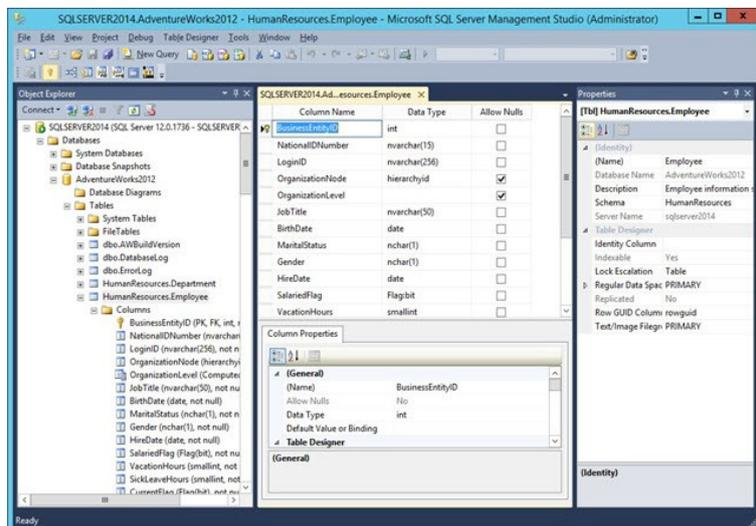 SQLSERVER2014.AdventureWorks2012 - HumanResources.Employee - Microsoft SQL Server Management Studio (Administrator)
File Edit View Project Debug Table Designer Tools Window Help
New Query
Object Explorer
Connect
SQLSERVER2014 (SQL Server 12.0.1736 - SQLSERVER
Databases
System Databases
Database Snapshots
AdventureWorks2012
Database Diagrams
Tables
System Tables
FileTables
dbo.AWBuildVersion
dbo.DatabaseLog
dbo.ErrorLog
HumanResources.Department
HumanResources.Employee
Columns
BusinessEntityID (PK, FK, int,
NationalIDNumber (nvarchar
LoginID (nvarchar(256), not n
OrganizationNode (hierarchyi
OrganizationLevel (Compute
JobTitle (nvarchar(50), not nu
BirthDate (date, not null)
MaritalStatus (nchar(1), not n
Gender (nchar(1), not null)
HireDate (date, not null)
SalariedFlag (Flag(bit), not nu
VacationHours (smallint, not
SickLeaveHours (smallint, not
CurrentFlag (Flag(bit), not nu
SQLSERVER2014.Ad...esources.Employee
Column Name Data Type Allow Nulls
BusinessEntityID int
NationalIDNumber nvarchar(15)
LoginID nvarchar(256)
OrganizationNode hierarchyid
OrganizationLevel
JobTitle nvarchar(50)
BirthDate date
MaritalStatus nchar(1)
Gender nchar(1)
HireDate date
SalariedFlag Flag:bit
VacationHours smallint
Column Properties
(General)
(Name) BusinessEntityID
Allow Nulls No
Data Type int
Default Value or Binding
Table Designer
(General)
Properties
[Tbl] HumanResources.Employee
(Identity)
(Name) Employee
Database Name AdventureWorks2012
Description Employee information s
Schema HumanResources
Server Name sqlserver2014
Table Designer
Identity Column
Indexable Yes
Lock Escalation Table
Regular Data Spac PRIMARY
Replicated No
Row GUID Column rowguid
Text/Image Filegr PRIMARY
(Identity)
Ready